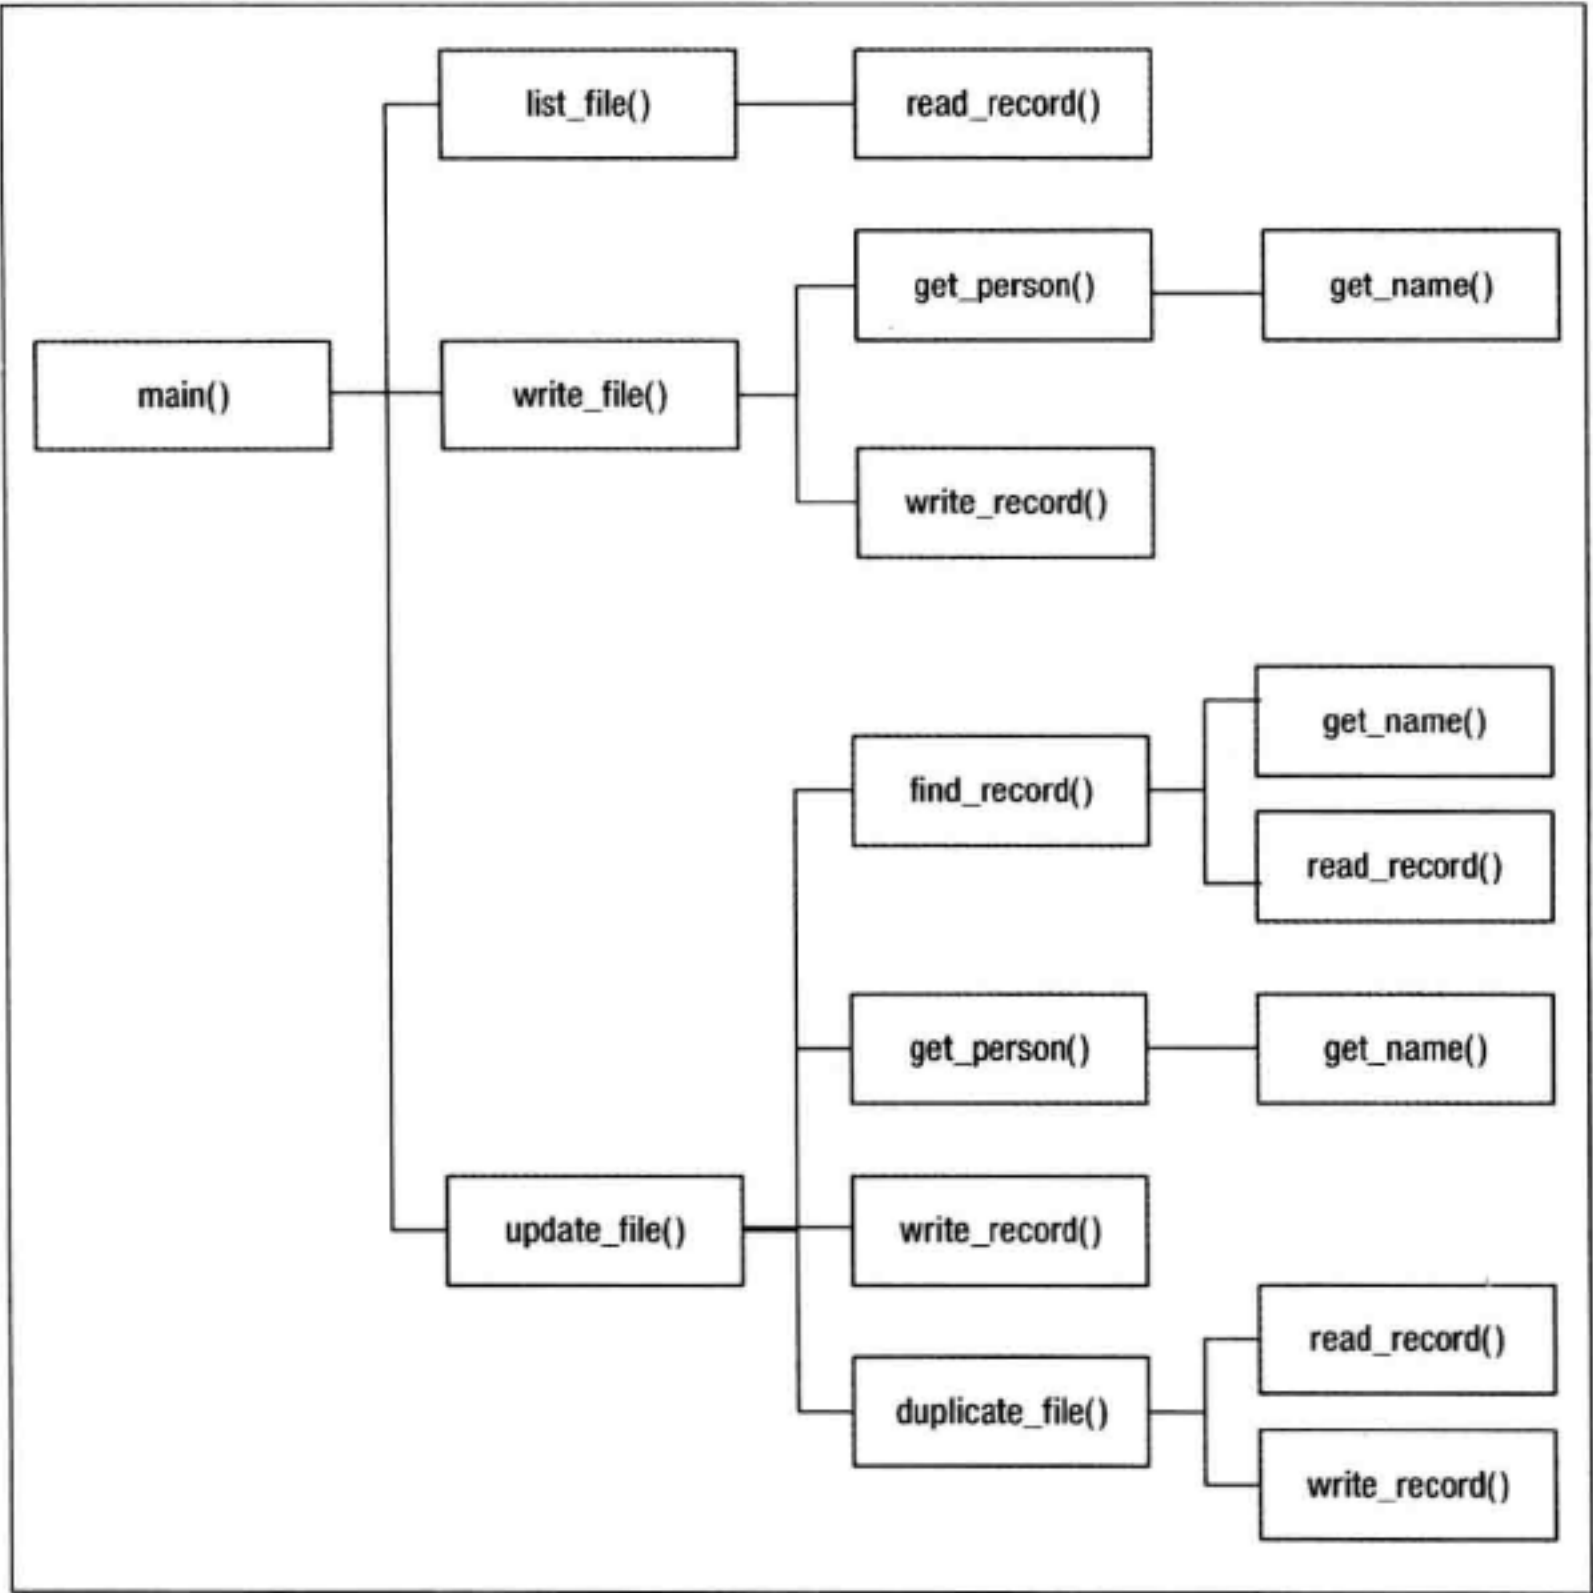 list_file()
read_record()
get_person()
get_name()
main()
write_file()
write_record()
find_record()
get_name()
read_record()
get_person()
get_name()
update_file()
write_record()
duplicate_file()
read_record()
write_record()